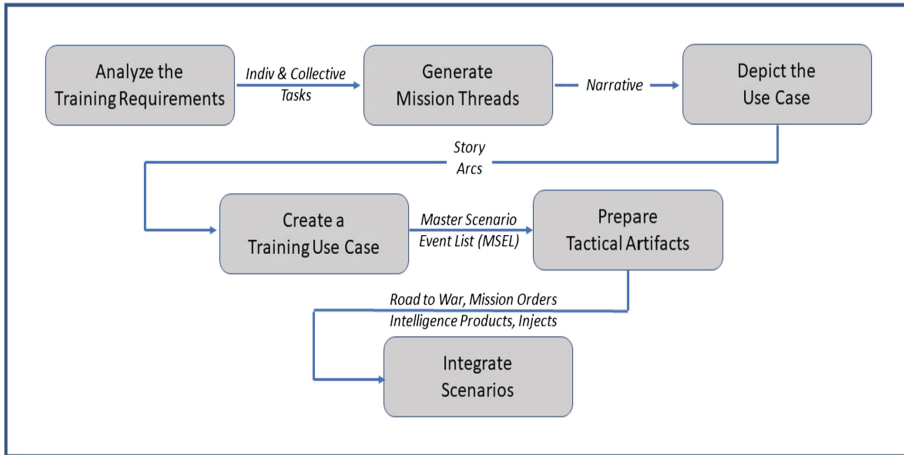 Analyze the
Training Requirements
Indiv & Collective
Tasks
Generate
Mission Threads
Narrative
Depict the
Use Case
Story
Arcs
Create a
Training Use Case
Master Scenario
Event List (MSEL)
Prepare
Tactical Artifacts
Road to War, Mission Orders
Intelligence Products, Injects
Integrate
Scenarios